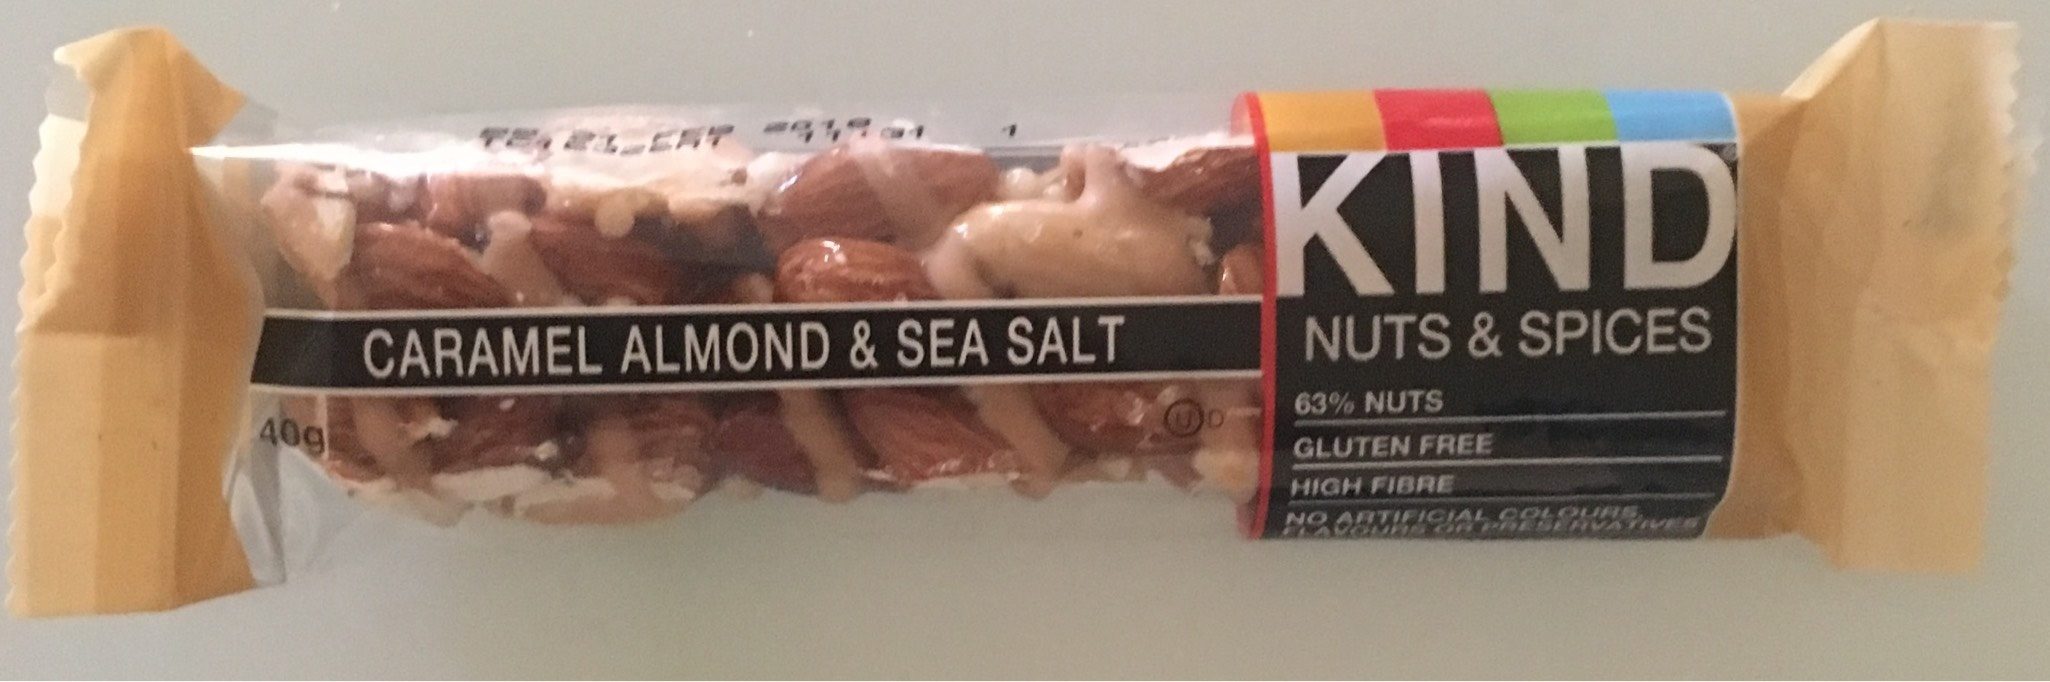 CARAMEL ALMOND & SEA SALT
40g
U D
KIND
NUTS & SPICES
63% NUTS
GLUTEN FREE
HIGH FIBRE
NO ARTIFICIAL COLOURS,
FLAVOURS OR PRESERVATIVES